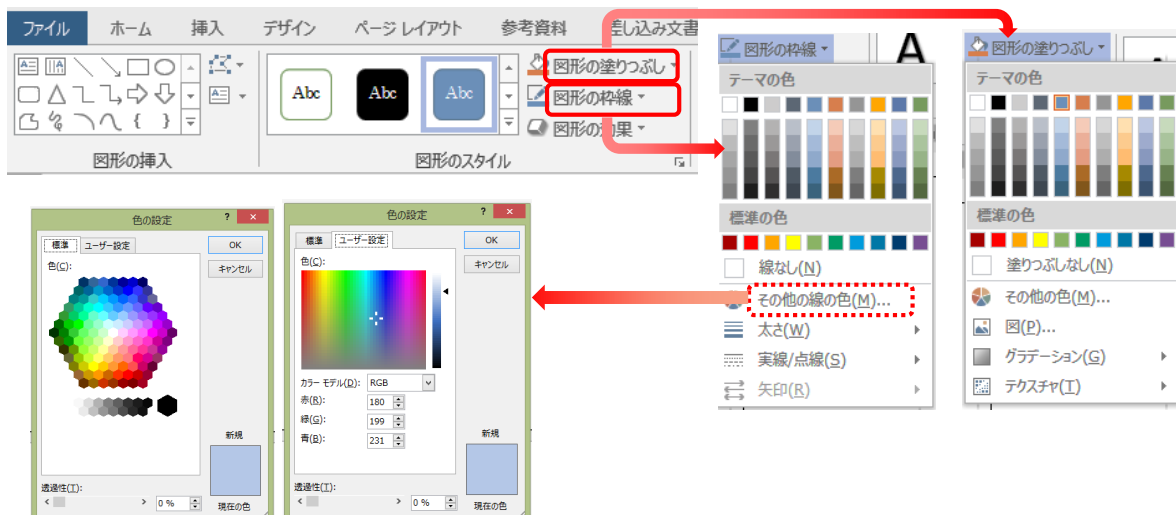 ファイル ホーム 挿入 デザイン ページ レイアウト 参考資料 差し込み文書
図形の挿入
Abc Abc Abc
図形の塗りつぶし
図形の枠線
図形の効果
図形のスタイル
図形の枠線
A
テーマの色
標準の色
線なし(N)
その他の線の色(M)...
太さ(W)
実線/点線(S)
矢印(R)
図形の塗りつぶし
テーマの色
標準の色
塗りつぶしなし(N)
その他の色(M)...
図(P)...
グラデーション(G)
テクスチャ(T)
色の設定 ? ×
標準 ユーザー設定
OK
キャンセル
色(C):
新規
現在の色
透過性(T):
0 %
色の設定 ? ×
標準 ユーザー設定
OK
キャンセル
色(C):
カラー モデル(D): RGB
赤(R): 180
緑(G): 199
青(B): 231
新規
現在の色
透過性(T):
0 %